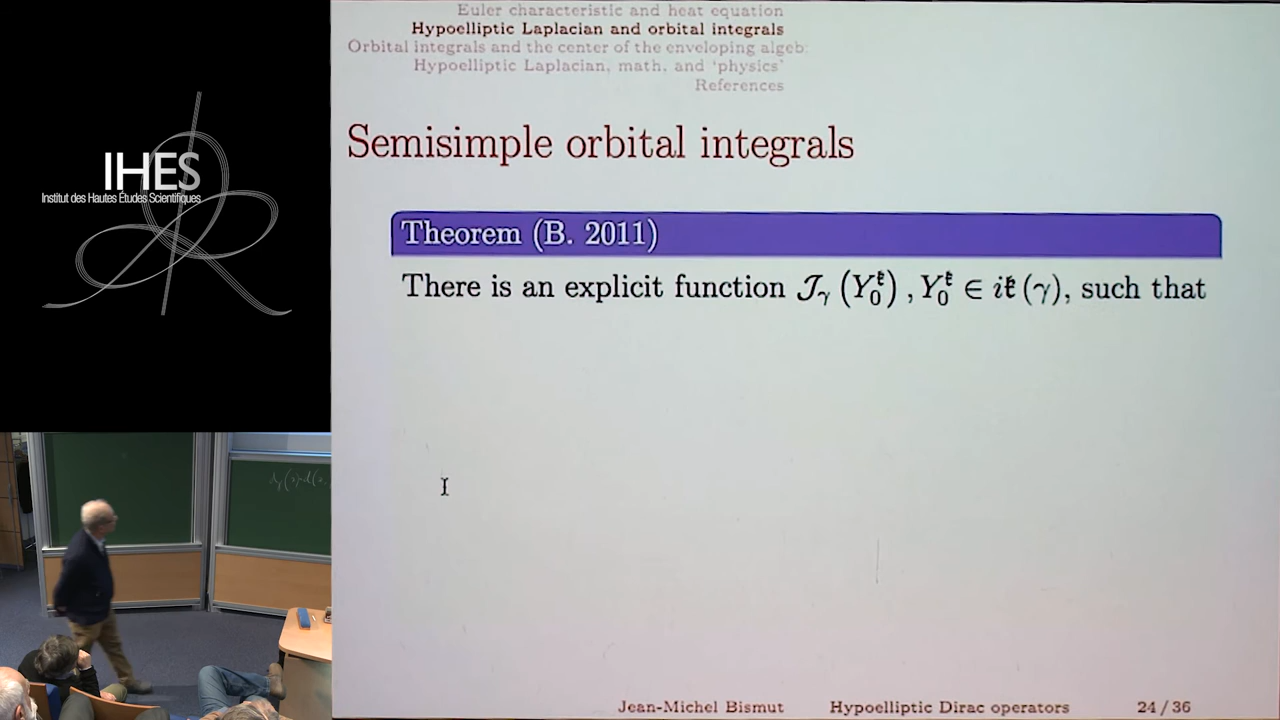 IHES
Institut des Hautes Études Scientifiques
Euler characteristic and heat equation
Hypoelliptic Laplacian and orbital integrals
Orbital integrals and the center of the enveloping algeb
Hypoelliptic Laplacian, math, and ‘physics’
References
Semisimple orbital integrals
Theorem (B. 2011)
There is an explicit function 𝒥_γ (Y_0^𝔨), Y_0^𝔨 ∈ i𝔨 (γ), such that
Jean-Michel Bismut Hypoelliptic Dirac operators 24 / 36